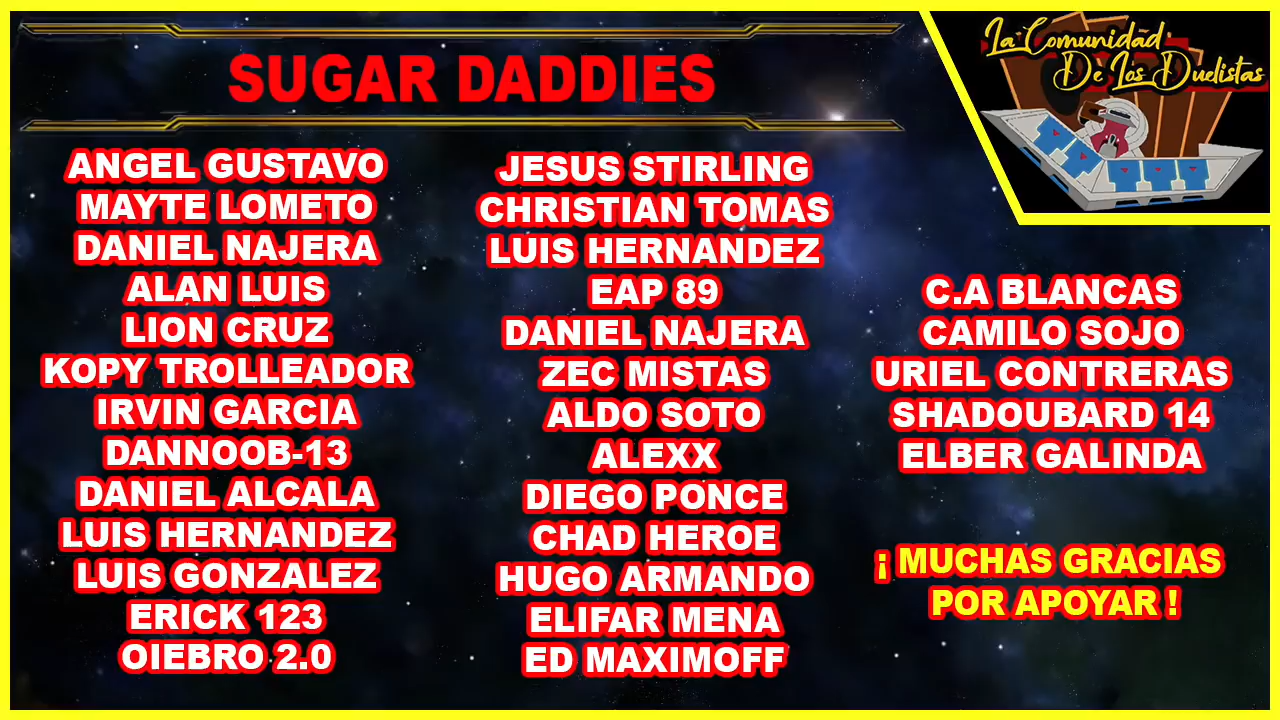 SUGAR DADDIES
La Comunidad
De Los Duelistas
ANGEL GUSTAVO
MAYTE LOMETO
DANIEL NAJERA
ALAN LUIS
LION CRUZ
KOPY TROLLEADOR
IRVIN GARCIA
DANNOOB-13
DANIEL ALCALA
LUIS HERNANDEZ
LUIS GONZALEZ
ERICK 123
OIEBRO 2.0
JESUS STIRLING
CHRISTIAN TOMAS
LUIS HERNANDEZ
EAP 89
DANIEL NAJERA
ZEC MISTAS
ALDO SOTO
ALEXX
DIEGO PONCE
CHAD HEROE
HUGO ARMANDO
ELIFAR MENA
ED MAXIMOFF
C.A BLANCAS
CAMILO SOJO
URIEL CONTRERAS
SHADOUBARD 14
ELBER GALINDA
¡ MUCHAS GRACIAS
POR APOYAR !